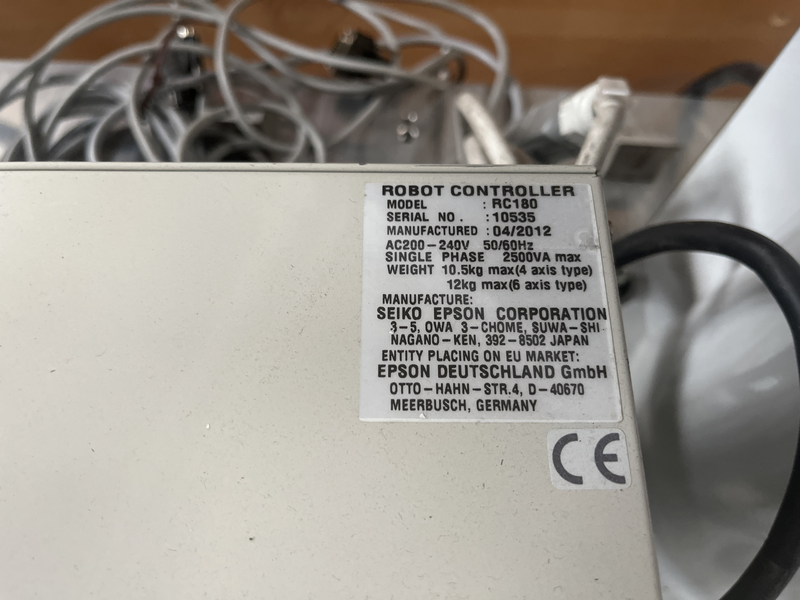 ROBOT CONTROLLER
MODEL : RC180
SERIAL NO. : 10535
MANUFACTURED : 04/2012
AC200-240V 50/60Hz
SINGLE PHASE 2500VA max
WEIGHT 10.5kg max(4 axis type)
12kg max(6 axis type)
MANUFACTURE:
SEIKO EPSON CORPORATION
3-5, OWA 3-CHOME, SUWA-SHI
NAGANO-KEN, 392-8502 JAPAN
ENTITY PLACING ON EU MARKET:
EPSON DEUTSCHLAND GmbH
OTTO-HAHN-STR.4, D-40670
MEERBUSCH, GERMANY
CE